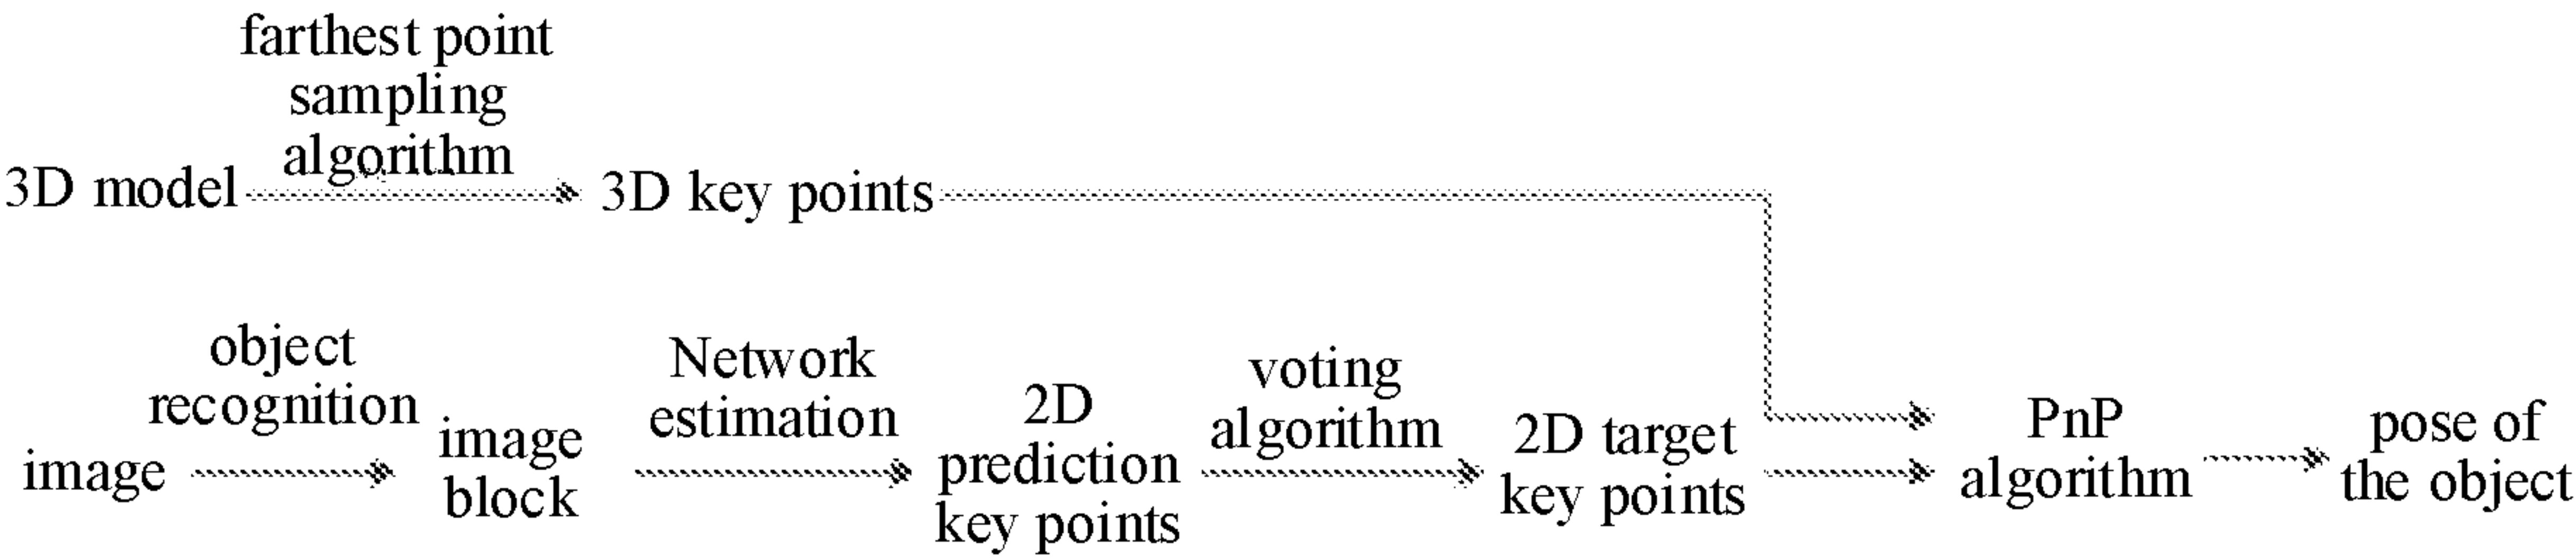 farthest point
sampling
algorithm
3D model
3D key points
object
recognition
image
image
block
Network
estimation
2D
prediction
key points
voting
algorithm
2D target
key points
PnP
algorithm
pose of
the object